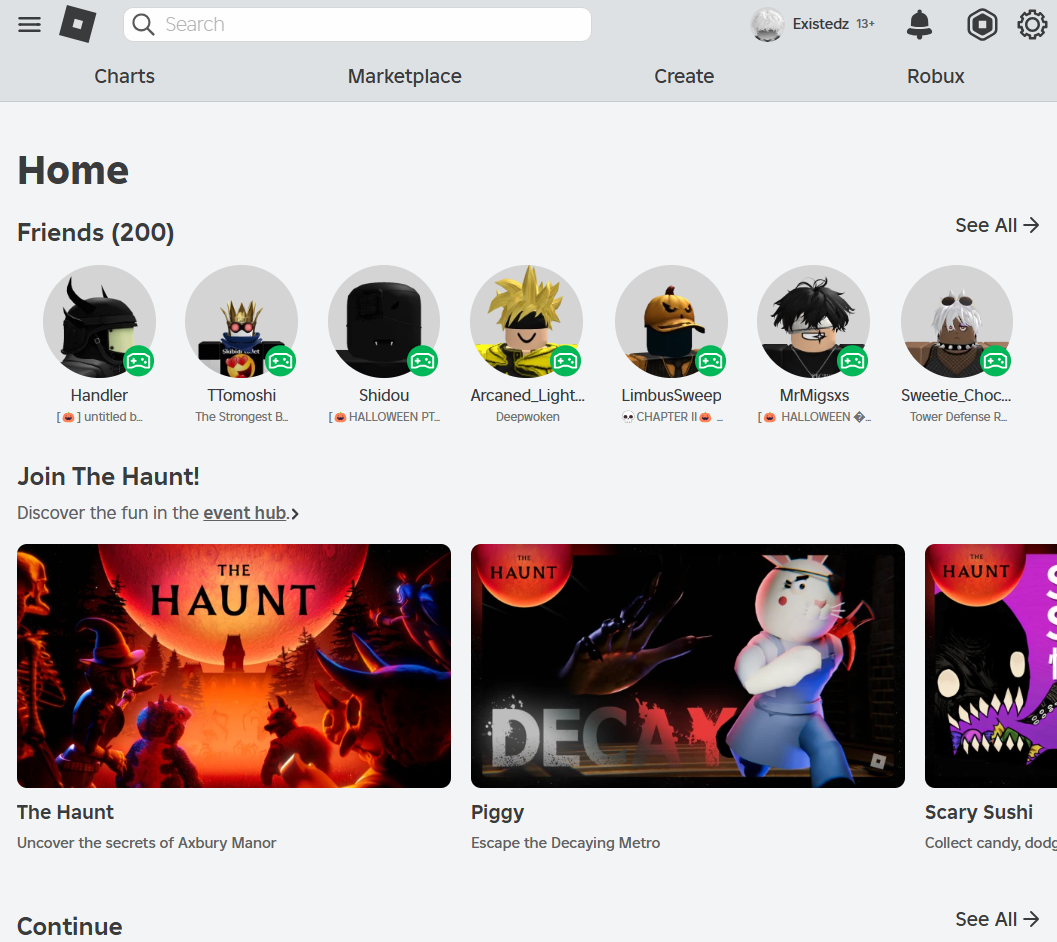 Search
Existedz 13+
Charts Marketplace Create Robux
Home
Friends (200)
See All
Handler TTomoshi Shidou Arcaned_Light... LimbusSweep MrMigsxs Sweetie_Choc...
[🎃] untitled b... The Strongest B... [🎃 HALLOWEEN PT... Deepwoken 💀 CHAPTER II🎃 ... [🎃 HALLOWEEN �... Tower Defense R...
Join The Haunt!
Discover the fun in the event hub.
THE
HAUNT
THE
HAUNT
DECAY
THE
HAUNT
The Haunt Piggy Scary Sushi
Uncover the secrets of Axbury Manor Escape the Decaying Metro Collect candy, dodg
Continue
See All